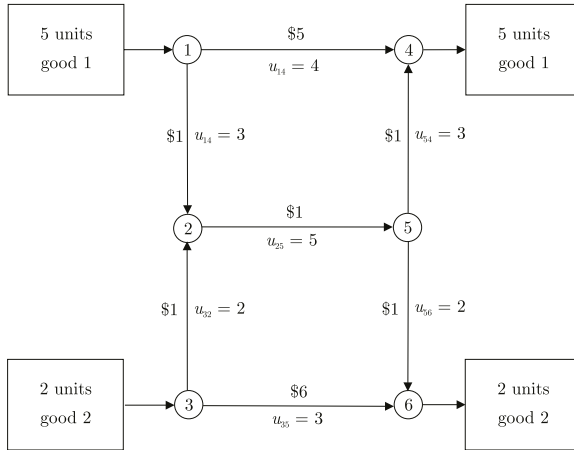 5 units
good 1
1
$5
u₁₄ = 4
4
5 units
good 1
$1 u₁₄ = 3
$1 u₅₄ = 3
2
$1
u₂₅ = 5
5
$1 u₃₂ = 2
$1 u₅₆ = 2
2 units
good 2
3
$6
u₃₅ = 3
6
2 units
good 2